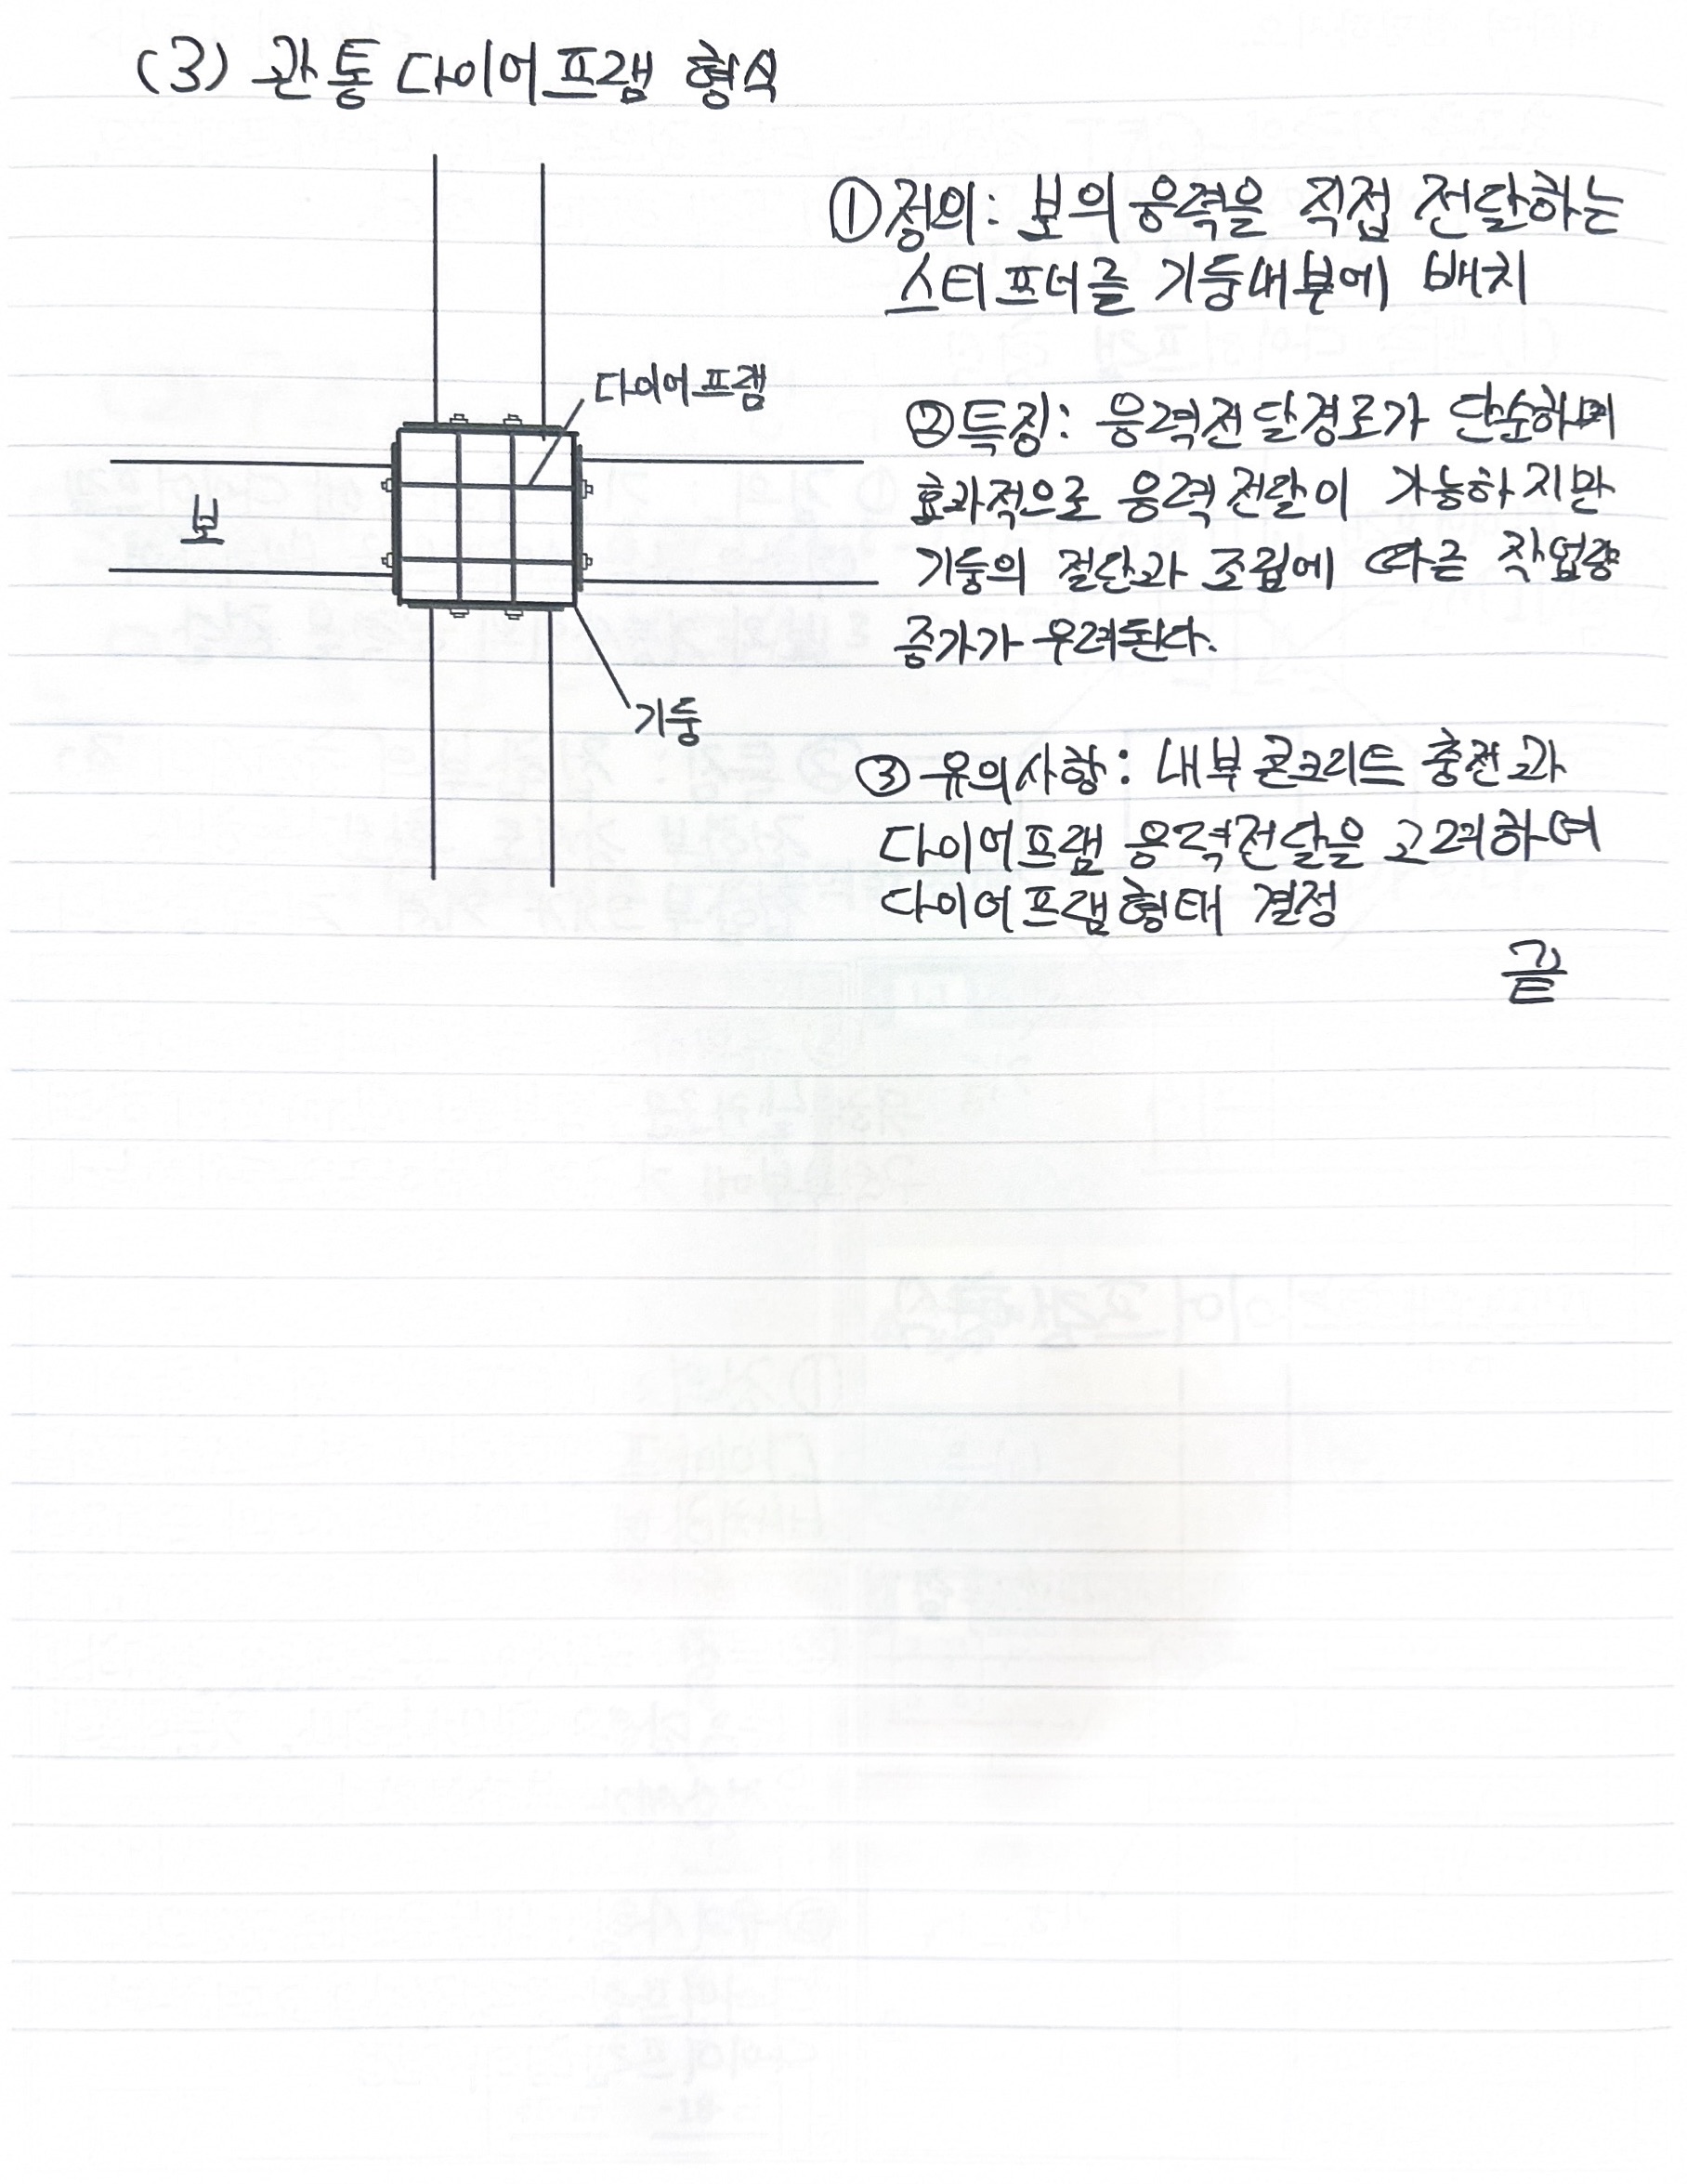 (3) 관통 다이어프램 형식
① 정의: 보의 응력을 직접 전달하는
스티프너를 기둥내부에 배치
다이어프램
보
기둥
② 특징: 응력전달경로가 단순하며
효과적으로 응력 전달이 가능하지만
기둥의 절단과 조립에 따른 작업량
증가가 우려된다.
③ 유의사항: 내부 콘크리트 충전과
다이어프램 응력전달을 고려하여
다이어프램형태 결정
끝